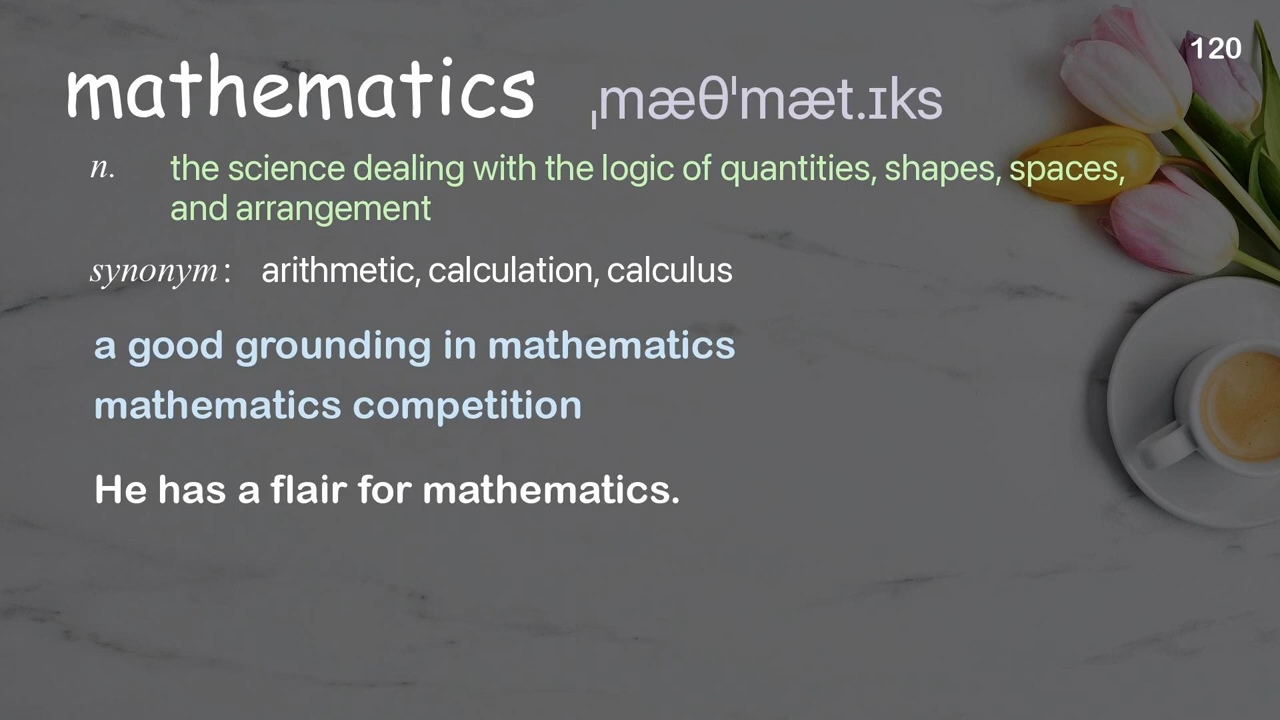 120
mathematics ˌmæθˈmæt.ɪks
n. the science dealing with the logic of quantities, shapes, spaces,
and arrangement
synonym : arithmetic, calculation, calculus
a good grounding in mathematics
mathematics competition
He has a flair for mathematics.